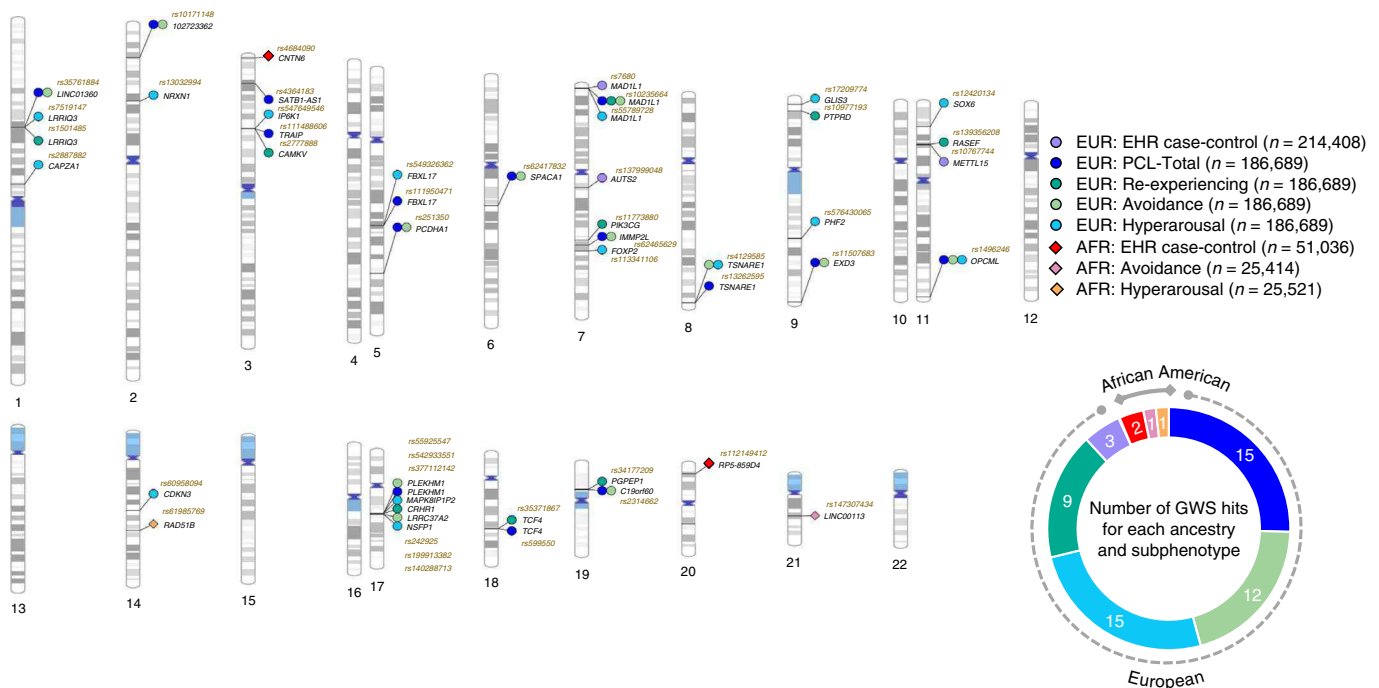 rs35761884
LINC01360
rs7519147
LRRIQ3
rs1501485
LRRIQ3
rs2887882
CAPZA1
1
rs10171148
102723362
rs13032994
NRXN1
2
rs4684090
CNTN6
rs4364183
SATB1-AS1
rs547649546
IP6K1
rs111488606
TRAIP
rs2777888
CAMKV
3
4
rs549326362
FBXL17
rs111950471
FBXL17
rs251350
PCDHA1
5
rs62417832
SPACA1
6
rs7680
MAD1L1
rs10235664
MAD1L1
rs55789728
MAD1L1
rs137999048
AUTS2
rs11773880
PIK3CG
IMMP2L
rs62465629
FOXP2
rs113341106
7
rs4129585
TSNARE1
rs13262595
TSNARE1
8
rs17209774
GLIS3
rs10977193
PTPRD
rs576430065
PHF2
rs11507683
EXD3
9
10
rs12420134
SOX6
rs139356208
RASEF
rs10767744
METTL15
rs1496246
OPCML
11
12
EUR: EHR case-control (n = 214,408)
EUR: PCL-Total (n = 186,689)
EUR: Re-experiencing (n = 186,689)
EUR: Avoidance (n = 186,689)
EUR: Hyperarousal (n = 186,689)
AFR: EHR case-control (n = 51,036)
AFR: Avoidance (n = 25,414)
AFR: Hyperarousal (n = 25,521)
13
rs60958094
CDKN3
rs61985769
RAD51B
14
15
16
rs55925547
rs542933551
rs377112142
PLEKHM1
PLEKHM1
MAPK8IP1P2
CRHR1
LRRC37A2
NSFP1
rs242925
rs199913382
rs140288713
17
rs35371867
TCF4
TCF4
rs599550
18
rs34177209
PGPEP1
C19orf60
rs2314662
19
rs112149412
RP5-859D4
20
rs147307434
LINC00113
21
22
African American
3
2
1
1
15
9
12
15
Number of GWS hits
for each ancestry
and subphenotype
European